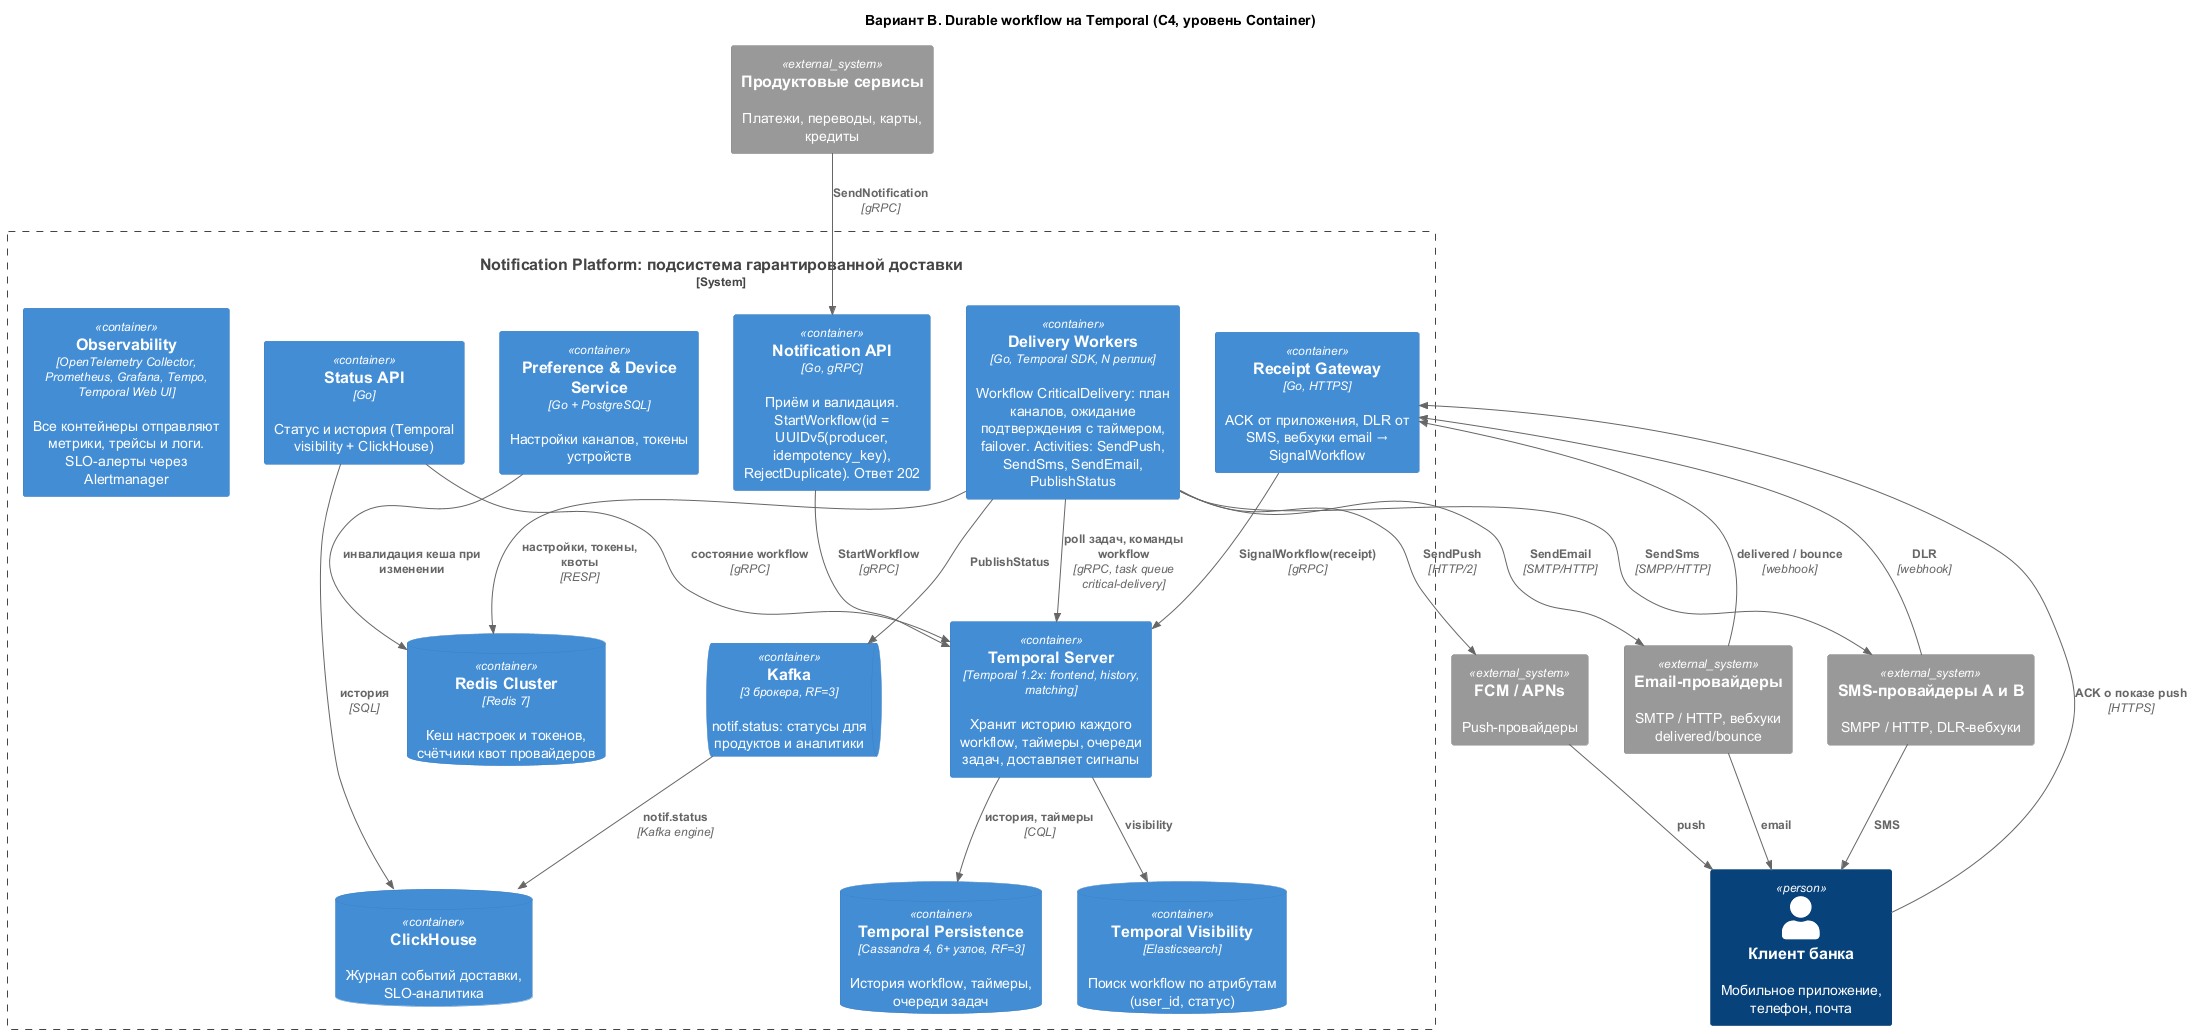 Вариант B. Durable workflow на Temporal (C4, уровень Container)
«external_system»
Продуктовые сервисы
Платежи, переводы, карты,
кредиты
SendNotification
[gRPC]
Notification Platform: подсистема гарантированной доставки
[System]
«container»
Observability
[OpenTelemetry Collector,
Prometheus, Grafana, Tempo,
Temporal Web UI]
Все контейнеры отправляют
метрики, трейсы и логи.
SLO-алерты через
Alertmanager
«container»
Status API
[Go]
Статус и история (Temporal
visibility + ClickHouse)
«container»
Preference & Device
Service
[Go + PostgreSQL]
Настройки каналов, токены
устройств
«container»
Notification API
[Go, gRPC]
Приём и валидация.
StartWorkflow(id =
UUIDv5(producer,
idempotency_key),
RejectDuplicate). Ответ 202
«container»
Delivery Workers
[Go, Temporal SDK, N реплик]
Workflow CriticalDelivery: план
каналов, ожидание
подтверждения с таймером,
failover. Activities: SendPush,
SendSms, SendEmail,
PublishStatus
«container»
Receipt Gateway
[Go, HTTPS]
ACK от приложения, DLR от
SMS, вебхуки email →
SignalWorkflow
инвалидация кеша при
изменении
настройки, токены,
квоты
[RESP]
состояние workflow
[gRPC]
StartWorkflow
[gRPC]
PublishStatus
poll задач, команды
workflow
[gRPC, task queue
critical-delivery]
SignalWorkflow(receipt)
[gRPC]
SendPush
[HTTP/2]
SendEmail
[SMTP/HTTP]
SendSms
[SMPP/HTTP]
delivered / bounce
[webhook]
DLR
[webhook]
ACK о показе push
[HTTPS]
история
[SQL]
«container»
Redis Cluster
[Redis 7]
Кеш настроек и токенов,
счётчики квот провайдеров
«container»
Kafka
[3 брокера, RF=3]
notif.status: статусы для
продуктов и аналитики
«container»
Temporal Server
[Temporal 1.2x: frontend, history,
matching]
Хранит историю каждого
workflow, таймеры, очереди
задач, доставляет сигналы
«external_system»
FCM / APNs
Push-провайдеры
«external_system»
Email-провайдеры
SMTP / HTTP, вебхуки
delivered/bounce
«external_system»
SMS-провайдеры A и B
SMPP / HTTP, DLR-вебхуки
notif.status
[Kafka engine]
история, таймеры
[CQL]
visibility
push
email
SMS
«container»
ClickHouse
Журнал событий доставки,
SLO-аналитика
«container»
Temporal Persistence
[Cassandra 4, 6+ узлов, RF=3]
История workflow, таймеры,
очереди задач
«container»
Temporal Visibility
[Elasticsearch]
Поиск workflow по атрибутам
(user_id, статус)
«person»
Клиент банка
Мобильное приложение,
телефон, почта